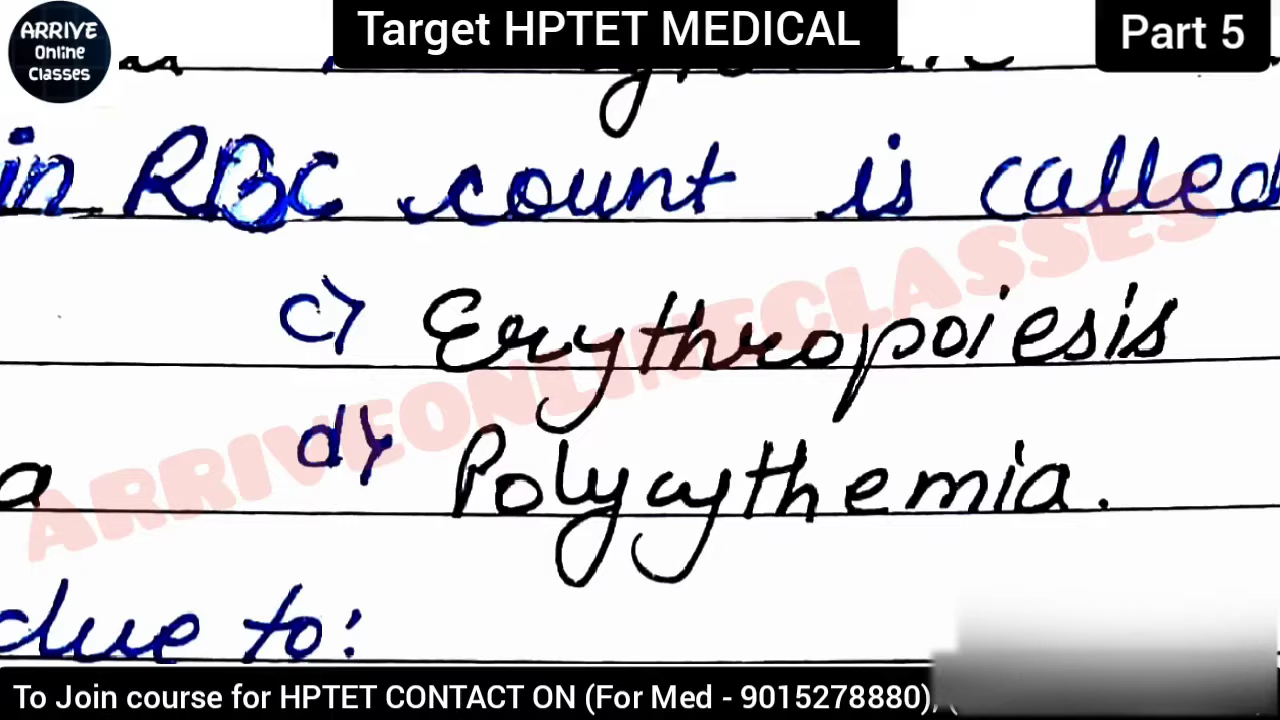 ARRIVE
Online
Classes
Target HPTET MEDICAL
Part 5
in RBC count is called
c) Erythropoiesis
d) Polycythemia.
a
due to:
ARRIVEONLINECLASSES
To Join course for HPTET CONTACT ON (For Med - 9015278880), (